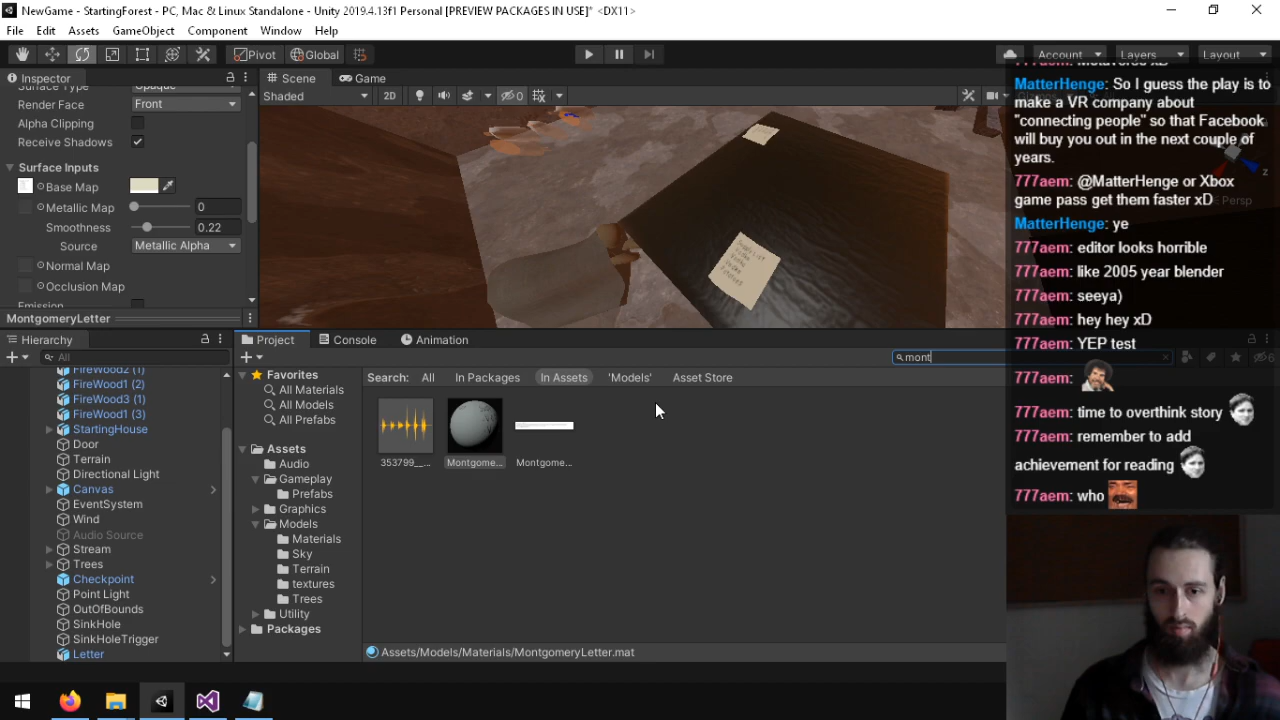 NewGame - StartingForest - PC, Mac & Linux Standalone - Unity 2019.4.13f1 Personal [PREVIEW PACKAGES IN USE]* <DX11>
File Edit Assets GameObject Component Window Help
Pivot Global Account Layers Layout
Inspector
Scene Game
Shaded 2D 0
Render Face Front
Alpha Clipping
Receive Shadows
Surface Inputs
Base Map
Metallic Map 0
Smoothness 0.22
Source Metallic Alpha
Normal Map
Occlusion Map
Emission
MontgomeryLetter
Persp
MatterHenge: So I guess the play is to
make a VR company about
"connecting people" so that Facebook
will buy you out in the next couple of
years.
777aem: @MatterHenge or Xbox
game pass get them faster xD
MatterHenge: ye
777aem: editor looks horrible
777aem: like 2005 year blender
777aem: seeya)
777aem: hey hey xD
777aem: YEP test
777aem:
777aem: time to overthink story
777aem: remember to add
achievement for reading
777aem: who
Hierarchy
All
FireWood2 (1)
FireWood1 (2)
FireWood3 (1)
FireWood1 (3)
StartingHouse
Door
Terrain
Directional Light
Canvas
EventSystem
Wind
Audio Source
Stream
Trees
Checkpoint
Point Light
OutOfBounds
SinkHole
SinkHoleTrigger
Letter
Project Console Animation
mont
Favorites
All Materials
All Models
All Prefabs
Assets
Audio
Gameplay
Prefabs
Graphics
Models
Materials
Sky
Terrain
textures
Trees
Utility
Packages
Search: All In Packages In Assets 'Models' Asset Store
353799__... Montgome... Montgome...
Assets/Models/Materials/MontgomeryLetter.mat